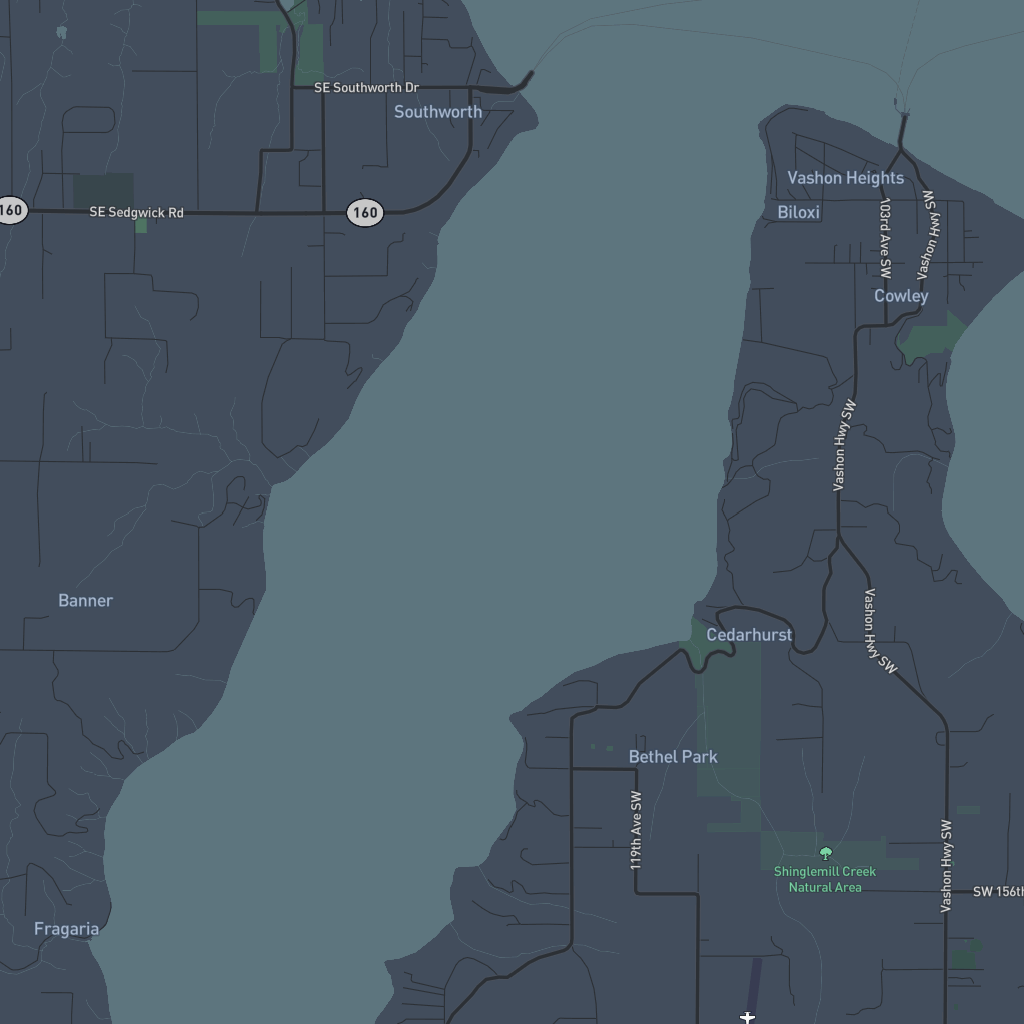 SE Southworth Dr
Southworth
160
SE Sedgwick Rd
160
Vashon Heights
Biloxi
103rd Ave SW
Vashon Hwy SW
Cowley
Vashon Hwy SW
Banner
Vashon Hwy SW
Cedarhurst
Bethel Park
119th Ave SW
Vashon Hwy SW
Shinglemill Creek
Natural Area
SW 156th
Fragaria